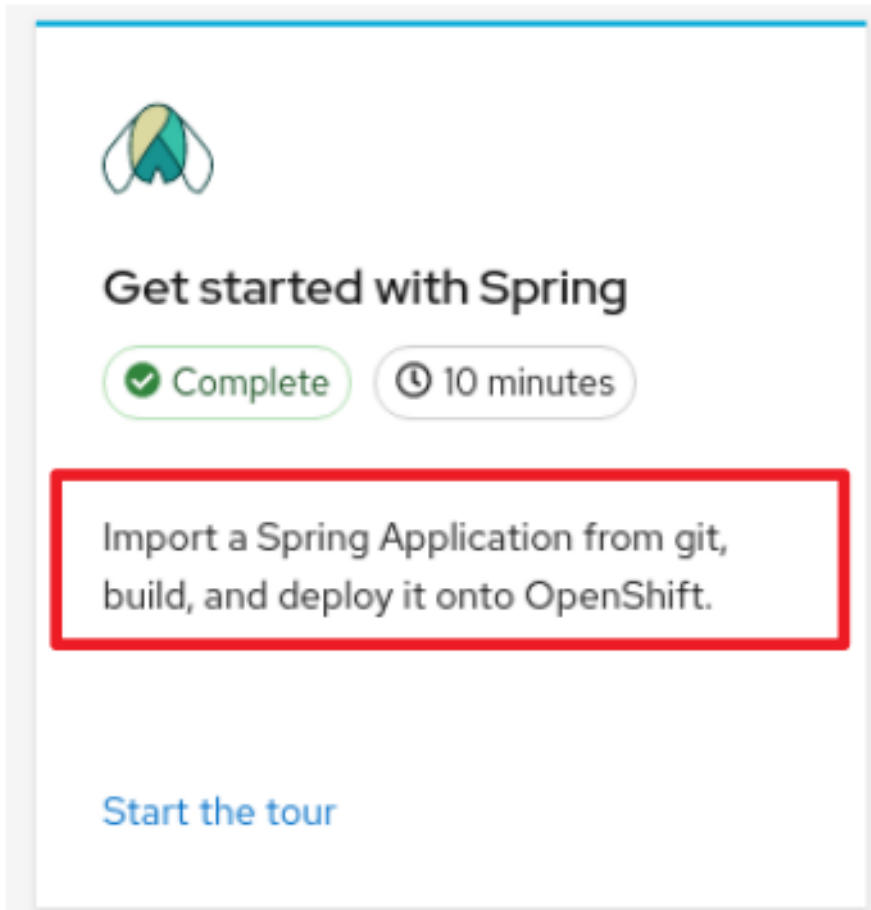 Get started with Spring
Complete
10 minutes
Import a Spring Application from git,
build, and deploy it onto OpenShift.
Start the tour